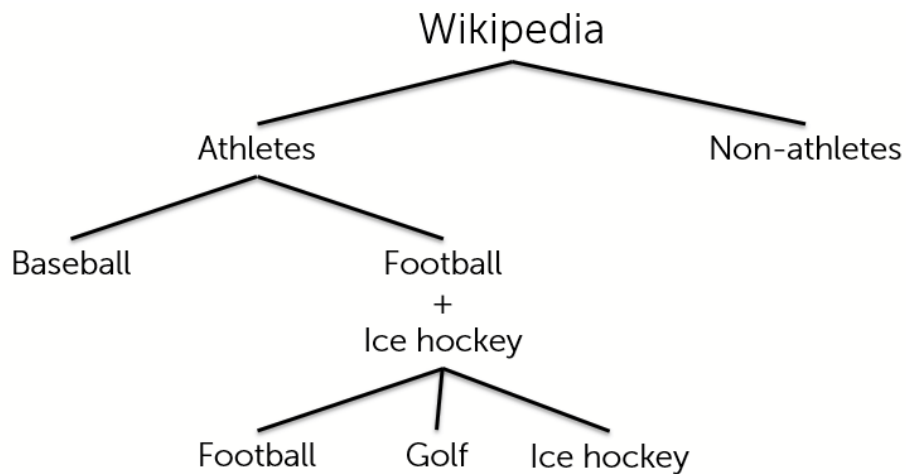 Wikipedia
Athletes
Non-athletes
Baseball
Football
+
Ice hockey
Football
Golf
Ice hockey